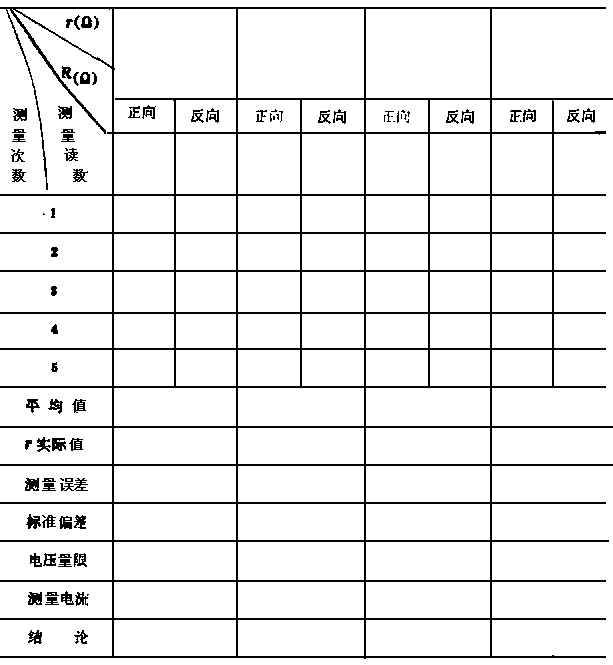 r(Ω)
R(Ω)
测量次数
测量读数
正向 反向 正向 反向 正向 反向 正向 反向
1
2
3
4
5
平均值
r实际值
测量误差
标准偏差
电压量限
测量电流
结论